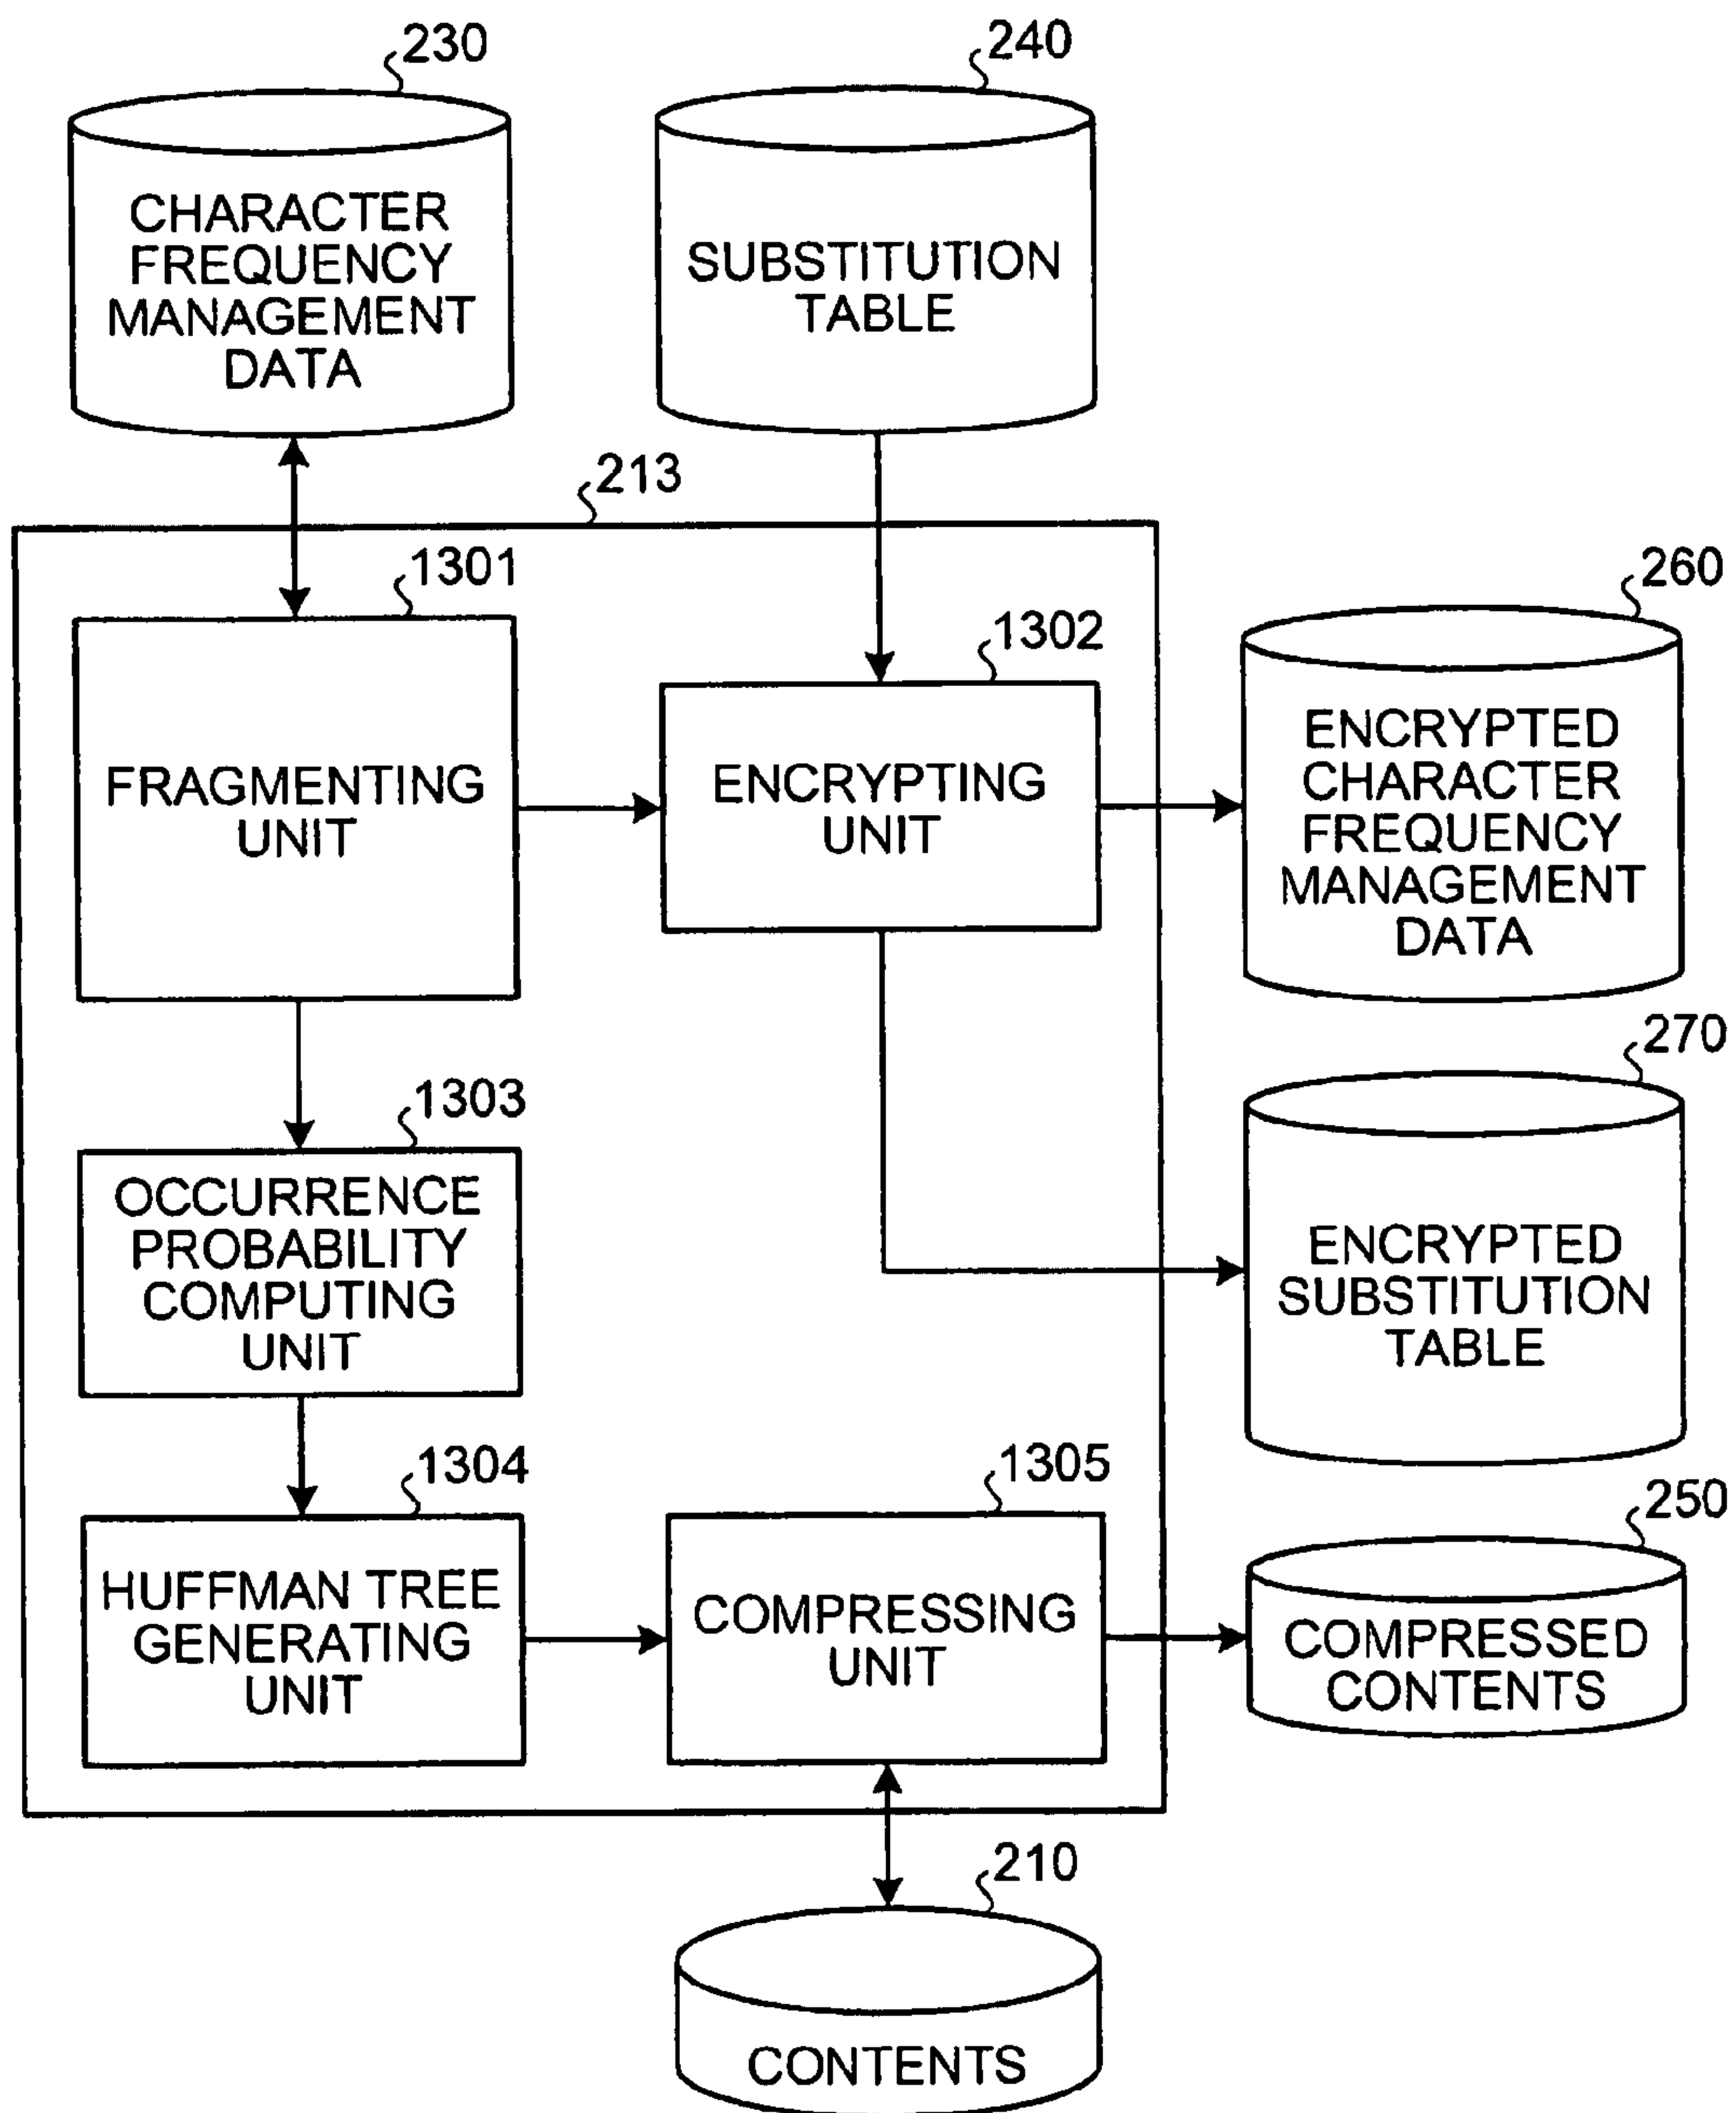 230
CHARACTER
FREQUENCY
MANAGEMENT
DATA
240
SUBSTITUTION
TABLE
213
1301
FRAGMENTING
UNIT
1302
ENCRYPTING
UNIT
260
ENCRYPTED
CHARACTER
FREQUENCY
MANAGEMENT
DATA
270
ENCRYPTED
SUBSTITUTION
TABLE
1303
OCCURRENCE
PROBABILITY
COMPUTING
UNIT
1304
HUFFMAN TREE
GENERATING
UNIT
1305
COMPRESSING
UNIT
250
COMPRESSED
CONTENTS
210
CONTENTS